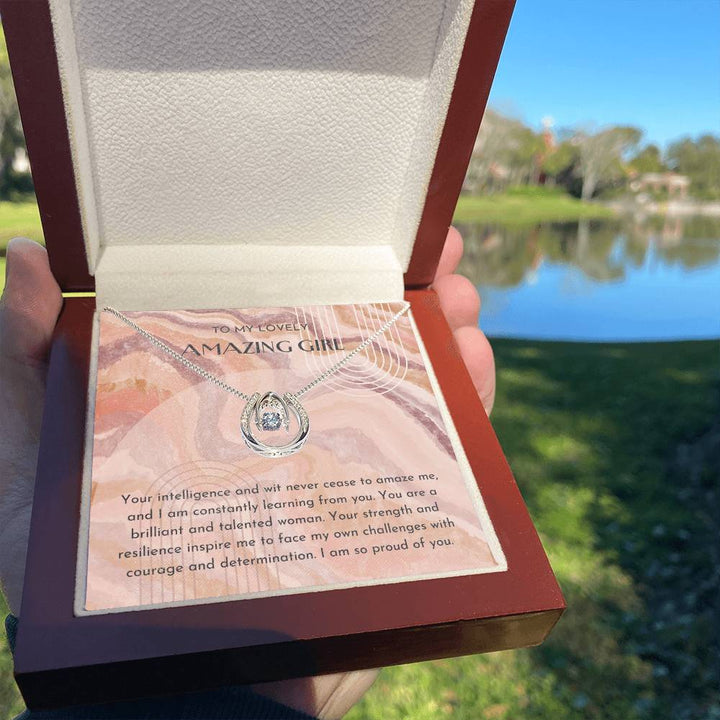 TO MY LOVELY
AMAZING GIRL
Your intelligence and wit never cease to amaze me,
and I am constantly learning from you. You are a
brilliant and talented woman. Your strength and
resilience inspire me to face my own challenges with
courage and determination. I am so proud of you.